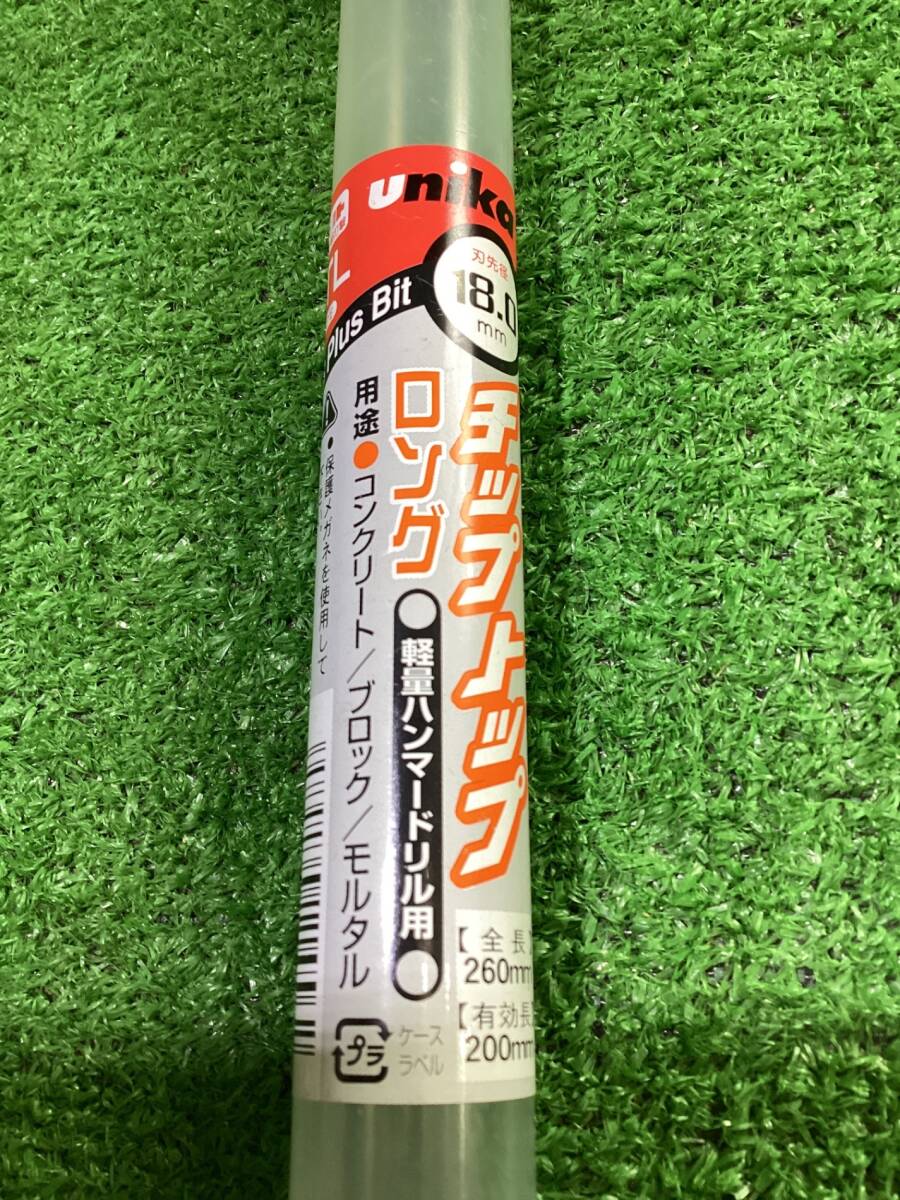 unika
L
Plus Bit
刃先径
18.0
mm
チップトップ
ロング
軽量ハンマードリル用
用途●コンクリート/ブロック/モルタル
●保護メガネを使用して
【全長】
260mm
【有効長】
200mm
プラ
ケース
ラベル